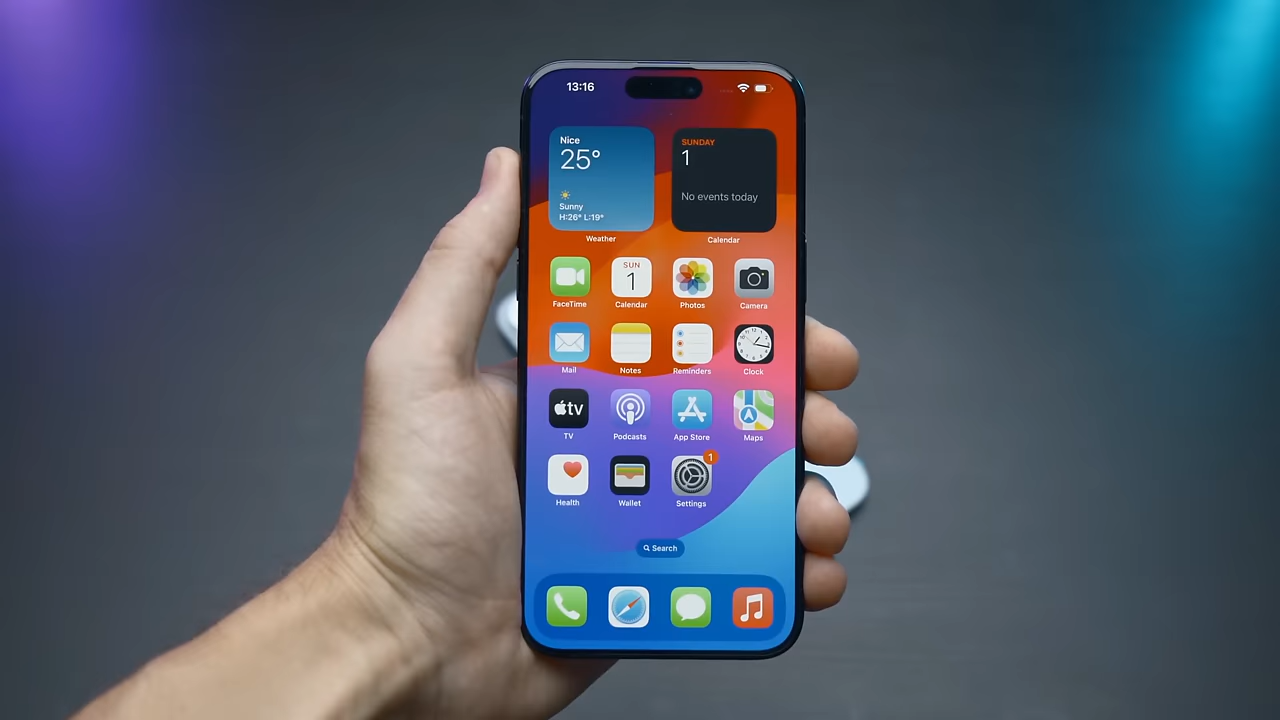 13:16
Nice
25°
Sunny
H:26° L:19°
Weather
SUNDAY
1
No events today
Calendar
FaceTime
SUN
1
Calendar
Photos
Camera
Mail
Notes
Reminders
Clock
tv
TV
Podcasts
App Store
Maps
1
Health
Wallet
Settings
Search